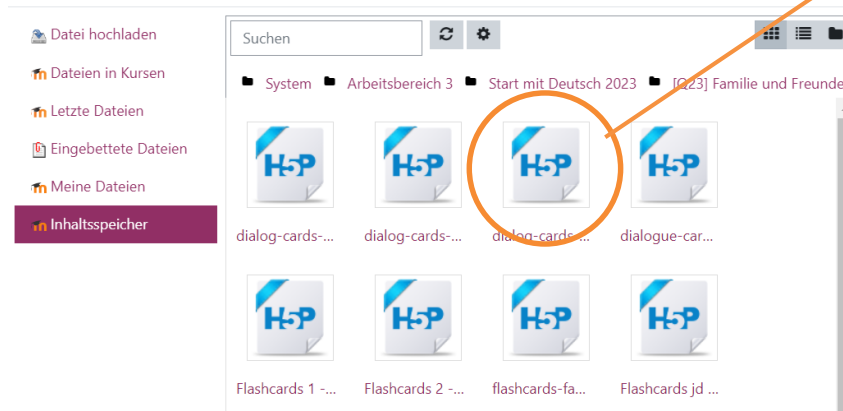 Datei hochladen
Dateien in Kursen
Letzte Dateien
Eingebettete Dateien
Meine Dateien
Inhaltsspeicher
Suchen
System Arbeitsbereich 3 Start mit Deutsch 2023 [Q23] Familie und Freunde
H5P H5P H5P H5P
dialog-cards-... dialog-cards-... dialog-cards-... dialogue-car...
H5P H5P H5P H5P
Flashcards 1 -... Flashcards 2 -... flashcards-fa... Flashcards jd ...